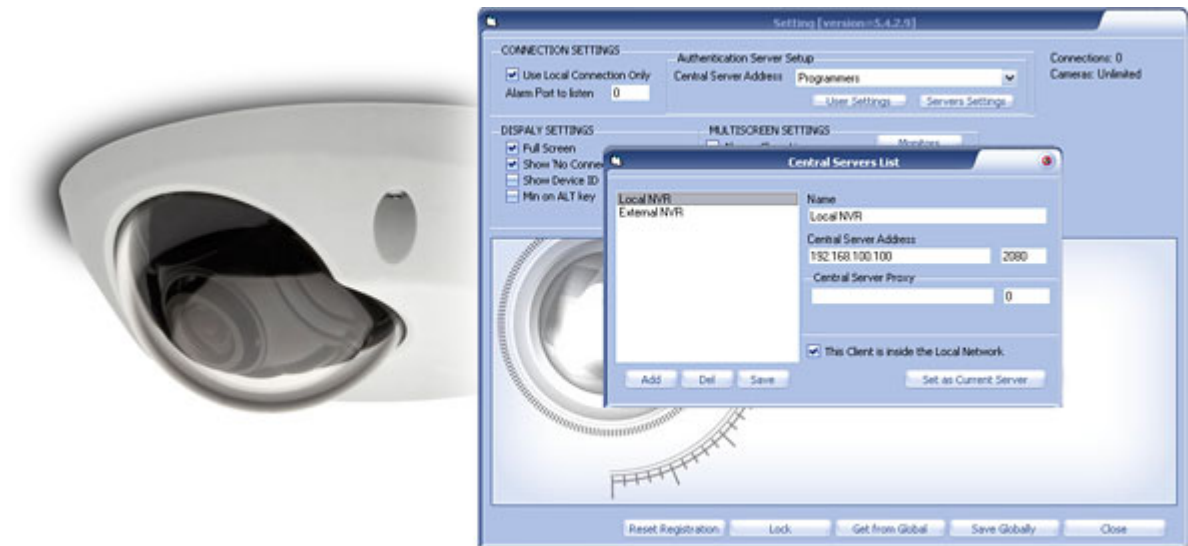 Setting [version=5.4.2.9]
CONNECTION SETTINGS
Use Local Connection Only
Alarm Port to listen 0
Authentication Server Setup
Central Server Address Programmers
User Settings Servers Settings
Connections: 0
Cameras: Unlimited
DISPALY SETTINGS
Full Screen
Show 'No Connec
Show Device ID
Min on ALT key
MULTISCREEN SETTINGS
Monitors
Central Servers List
Local NVR
External NVR
Name
Local NVR
Central Server Address
192.168.100.100 2080
Central Server Proxy
0
This Client is inside the Local Network
Add Del Save
Set as Current Server
Reset Registration Lock Get from Global Save Globally Close